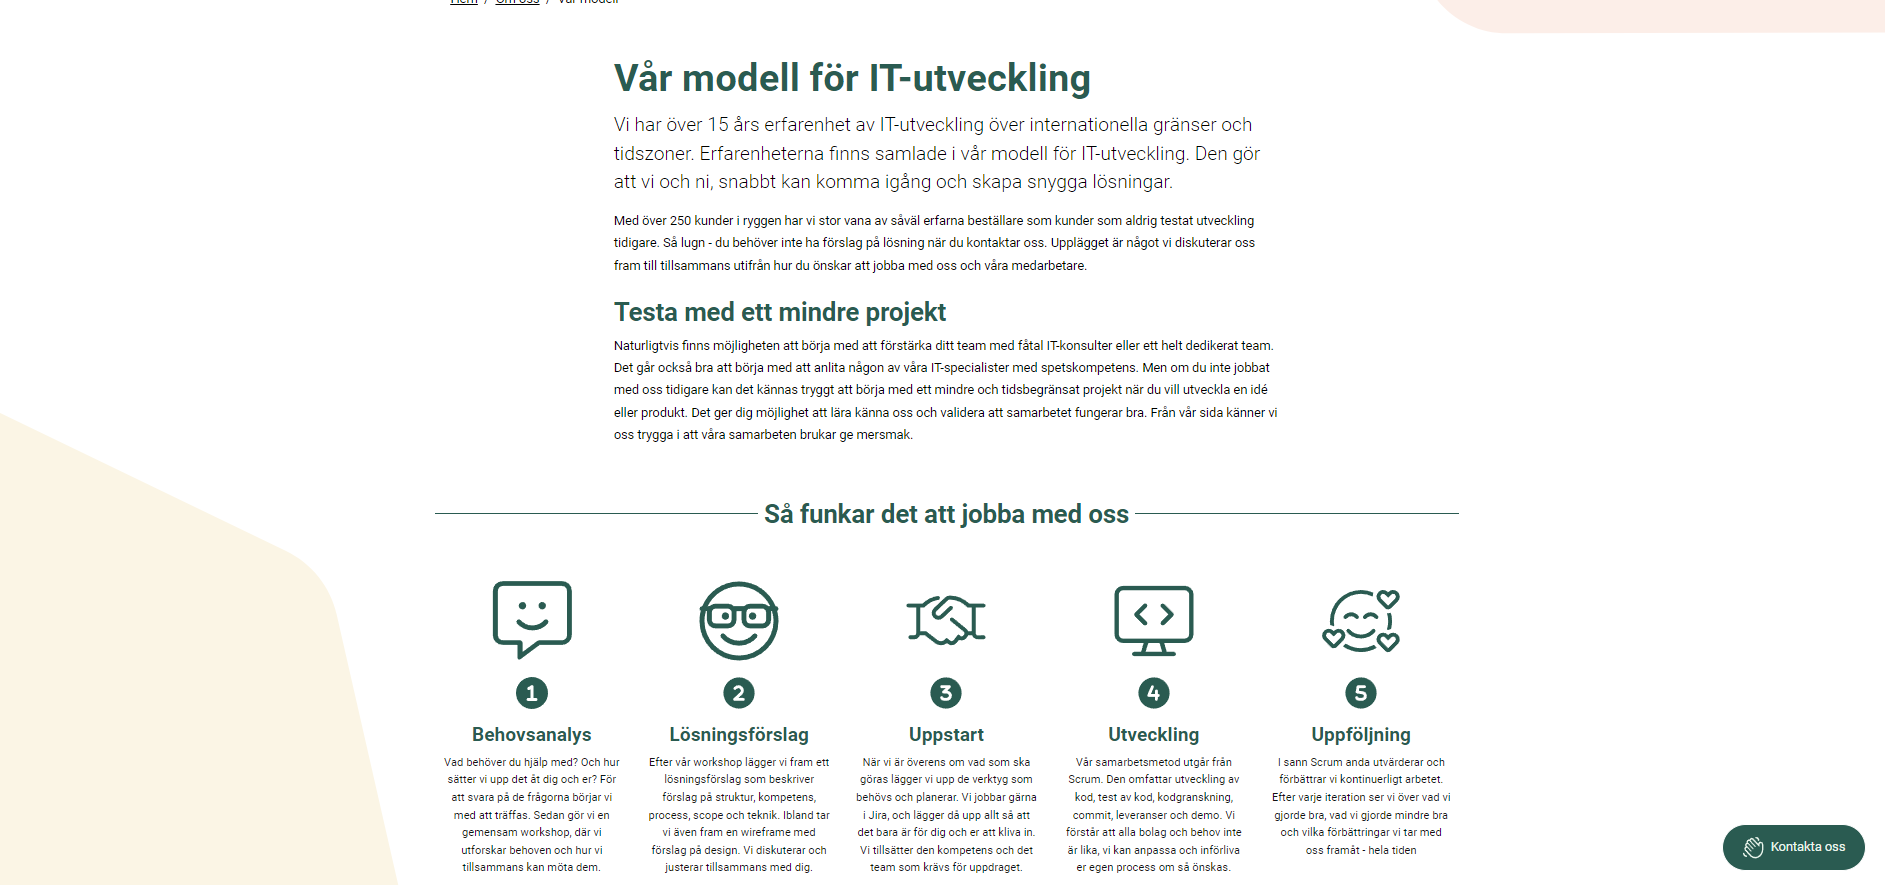 Hem / Om oss / Vår modell
Vår modell för IT-utveckling
Vi har över 15 års erfarenhet av IT-utveckling över internationella gränser och
tidszoner. Erfarenheterna finns samlade i vår modell för IT-utveckling. Den gör
att vi och ni, snabbt kan komma igång och skapa snygga lösningar.
Med över 250 kunder i ryggen har vi stor vana av såväl erfarna beställare som kunder som aldrig testat utveckling
tidigare. Så lugn - du behöver inte ha förslag på lösning när du kontaktar oss. Upplägget är något vi diskuterar oss
fram till tillsammans utifrån hur du önskar att jobba med oss och våra medarbetare.
Testa med ett mindre projekt
Naturligtvis finns möjligheten att börja med att förstärka ditt team med fåtal IT-konsulter eller ett helt dedikerat team.
Det går också bra att börja med att anlita någon av våra IT-specialister med spetskompetens. Men om du inte jobbat
med oss tidigare kan det kännas tryggt att börja med ett mindre och tidsbegränsat projekt när du vill utveckla en idé
eller produkt. Det ger dig möjlighet att lära känna oss och validera att samarbetet fungerar bra. Från vår sida känner vi
oss trygga i att våra samarbeten brukar ge mersmak.
Så funkar det att jobba med oss
1
Behovsanalys
Vad behöver du hjälp med? Och hur
sätter vi upp det åt dig och er? För
att svara på de frågorna börjar vi
med att träffas. Sedan gör vi en
gemensam workshop, där vi
utforskar behoven och hur vi
tillsammans kan möta dem.
2
Lösningsförslag
Efter vår workshop lägger vi fram ett
lösningsförslag som beskriver
förslag på struktur, kompetens,
process, scope och teknik. Ibland tar
vi även fram en wireframe med
förslag på design. Vi diskuterar och
justerar tillsammans med dig.
3
Uppstart
När vi är överens om vad som ska
göras lägger vi upp de verktyg som
behövs och planerar. Vi jobbar gärna
i Jira, och lägger då upp allt så att
det bara är för dig och er att kliva in.
Vi tillsätter den kompetens och det
team som krävs för uppdraget.
4
Utveckling
Vår samarbetsmetod utgår från
Scrum. Den omfattar utveckling av
kod, test av kod, kodgranskning,
commit, leveranser och demo. Vi
förstår att alla bolag och behov inte
är lika, vi kan anpassa och införliva
er egen process om så önskas.
5
Uppföljning
I sann Scrum anda utvärderar och
förbättrar vi kontinuerligt arbetet.
Efter varje iteration ser vi över vad vi
gjorde bra, vad vi gjorde mindre bra
och vilka förbättringar vi tar med
oss framåt - hela tiden
Kontakta oss